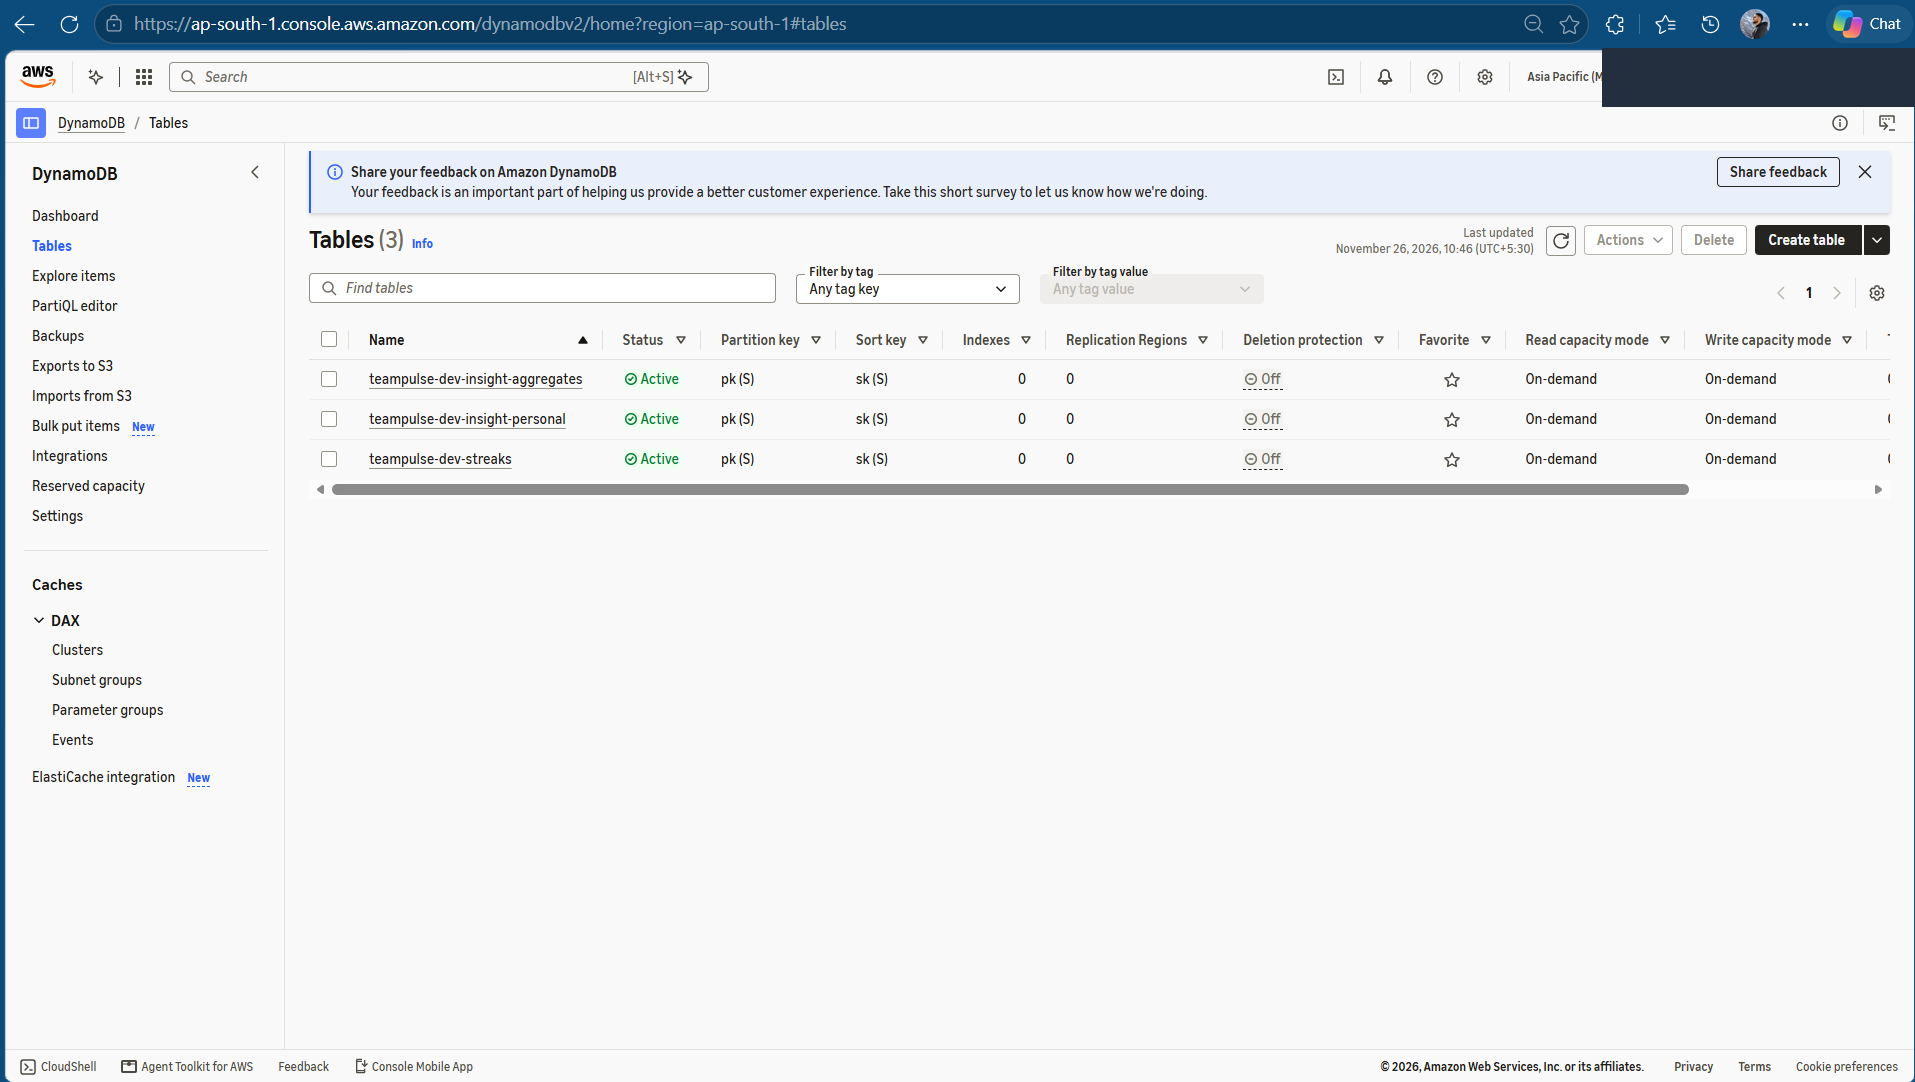 https://ap-south-1.console.aws.amazon.com/dynamodbv2/home?region=ap-south-1#tables
Chat
aws
Search
[Alt+S]
Asia Pacific (M
DynamoDB / Tables
DynamoDB
Dashboard
Tables
Explore items
PartiQL editor
Backups
Exports to S3
Imports from S3
Bulk put items New
Integrations
Reserved capacity
Settings
Caches
DAX
Clusters
Subnet groups
Parameter groups
Events
ElastiCache integration New
Share your feedback on Amazon DynamoDB
Your feedback is an important part of helping us provide a better customer experience. Take this short survey to let us know how we're doing.
Share feedback
Tables (3) Info
Last updated
November 26, 2026, 10:46 (UTC+5:30)
Actions
Delete
Create table
Find tables
Filter by tag
Any tag key
Filter by tag value
Any tag value
1
Name Status Partition key Sort key Indexes Replication Regions Deletion protection Favorite Read capacity mode Write capacity mode
teampulse-dev-insight-aggregates Active pk (S) sk (S) 0 0 Off On-demand On-demand
teampulse-dev-insight-personal Active pk (S) sk (S) 0 0 Off On-demand On-demand
teampulse-dev-streaks Active pk (S) sk (S) 0 0 Off On-demand On-demand
CloudShell Agent Toolkit for AWS Feedback Console Mobile App
© 2026, Amazon Web Services, Inc. or its affiliates. Privacy Terms Cookie preferences